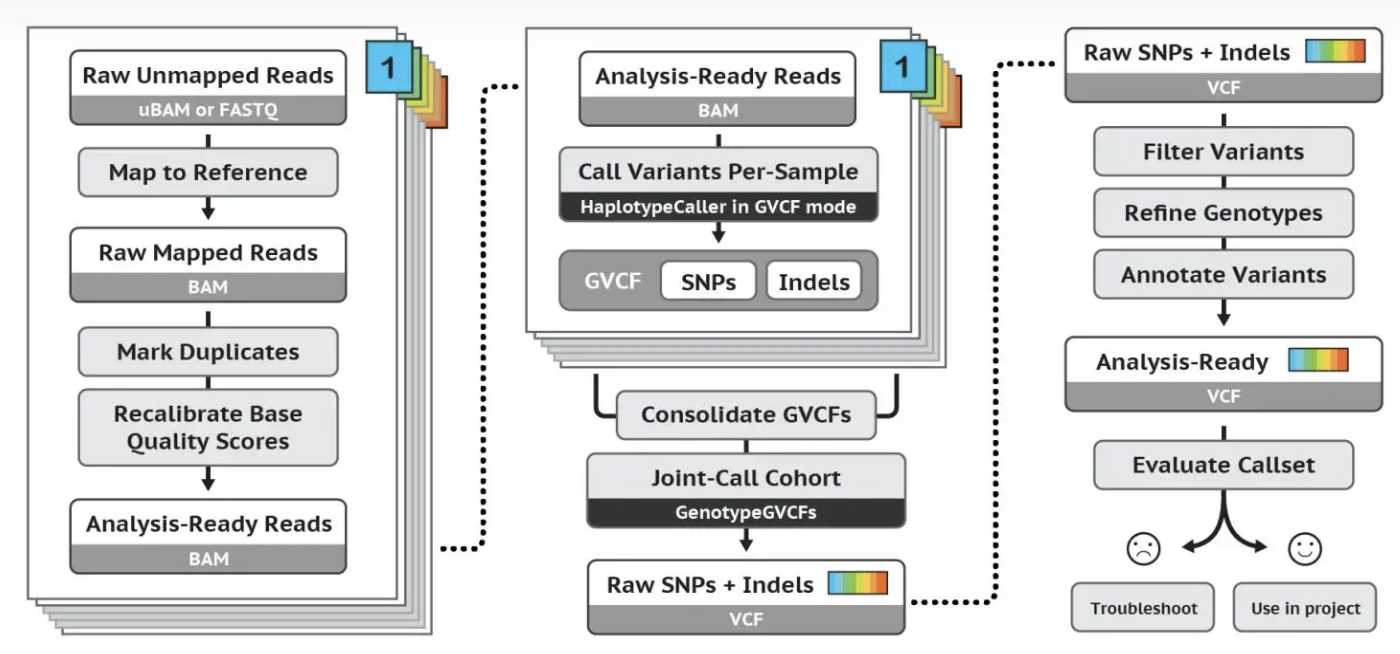 1
Raw Unmapped Reads
uBAM or FASTQ
Map to Reference
Raw Mapped Reads
BAM
Mark Duplicates
Recalibrate Base
Quality Scores
Analysis-Ready Reads
BAM
1
Analysis-Ready Reads
BAM
Call Variants Per-Sample
HaplotypeCaller in GVCF mode
GVCF SNPs Indels
Consolidate GVCFs
Joint-Call Cohort
GenotypeGVCFs
Raw SNPs + Indels
VCF
Raw SNPs + Indels
VCF
Filter Variants
Refine Genotypes
Annotate Variants
Analysis-Ready
VCF
Evaluate Callset
Troubleshoot
Use in project